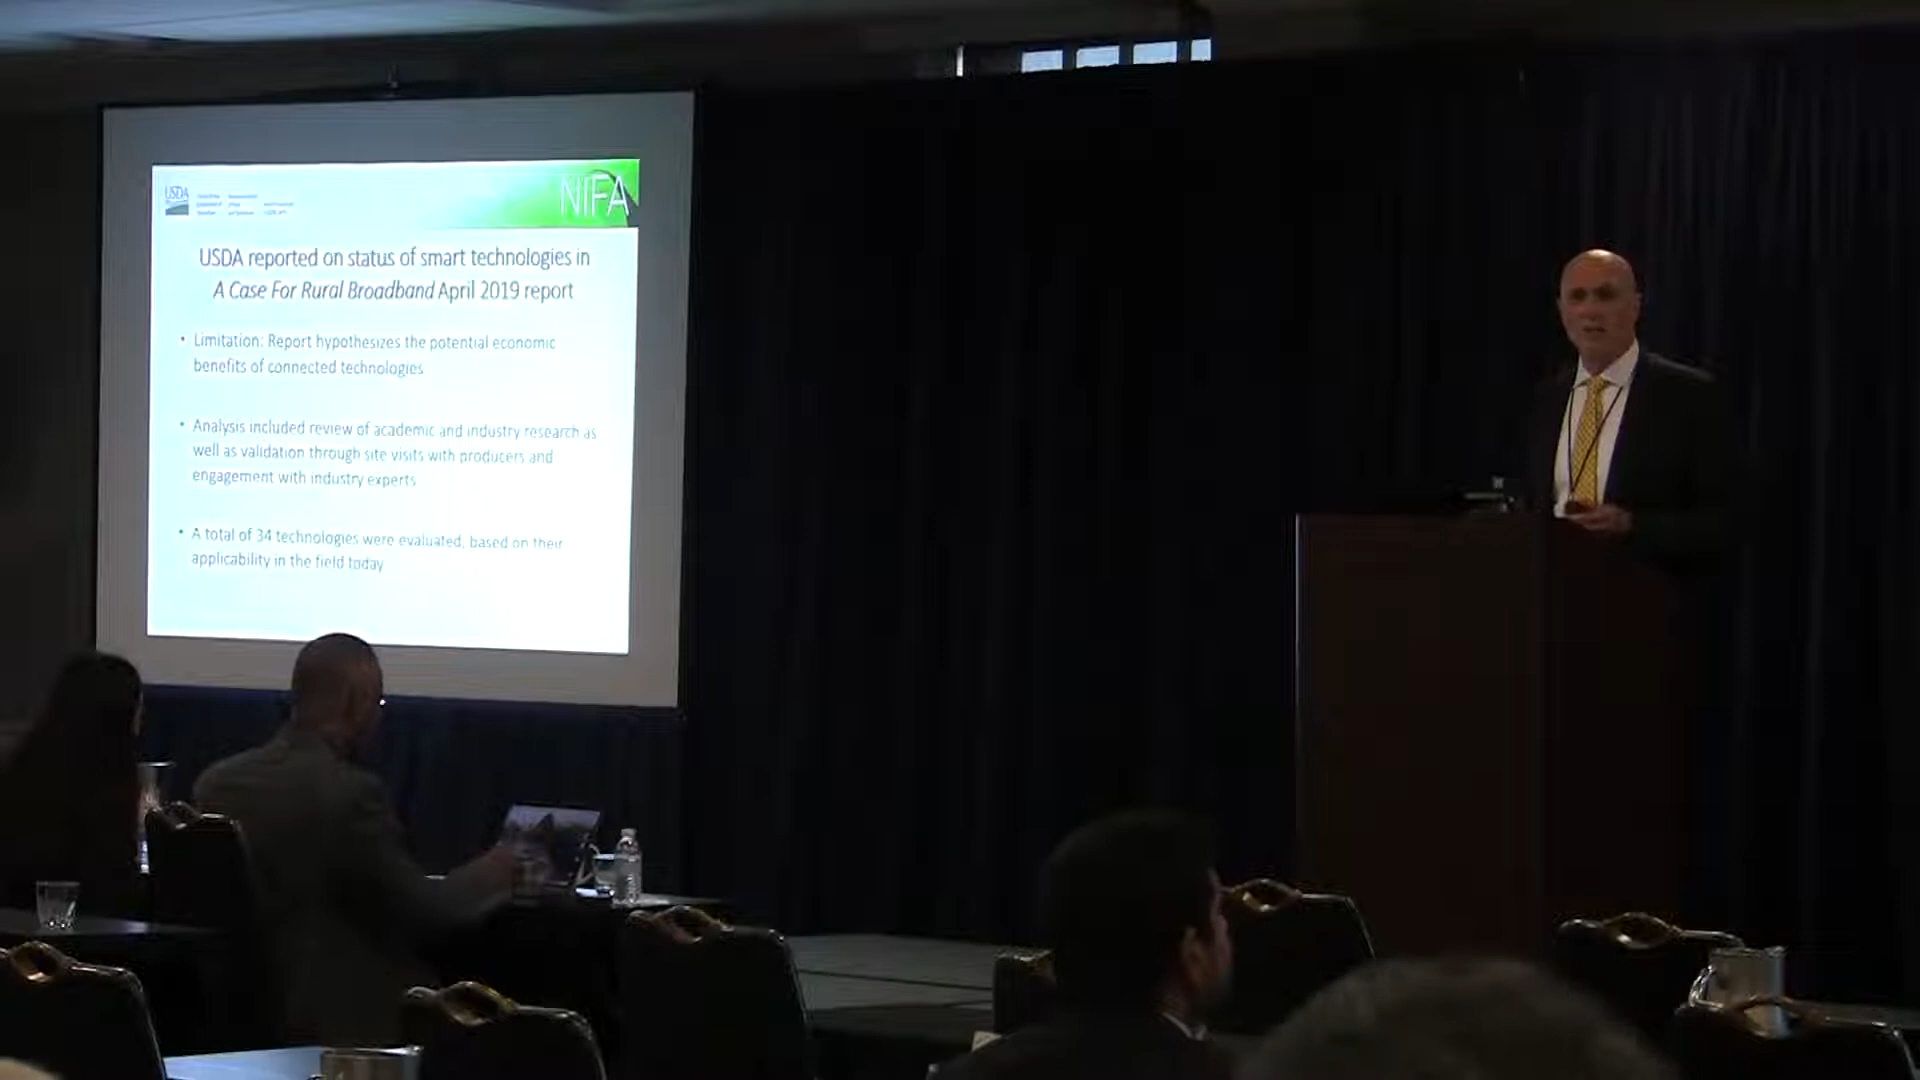 USDA
NIFA
USDA reported on status of smart technologies in
A Case For Rural Broadband April 2019 report
• Limitation: Report hypothesizes the potential economic
benefits of connected technologies
• Analysis included review of academic and industry research as
well as validation through site visits with producers and
engagement with industry experts
• A total of 34 technologies were evaluated, based on their
applicability in the field today